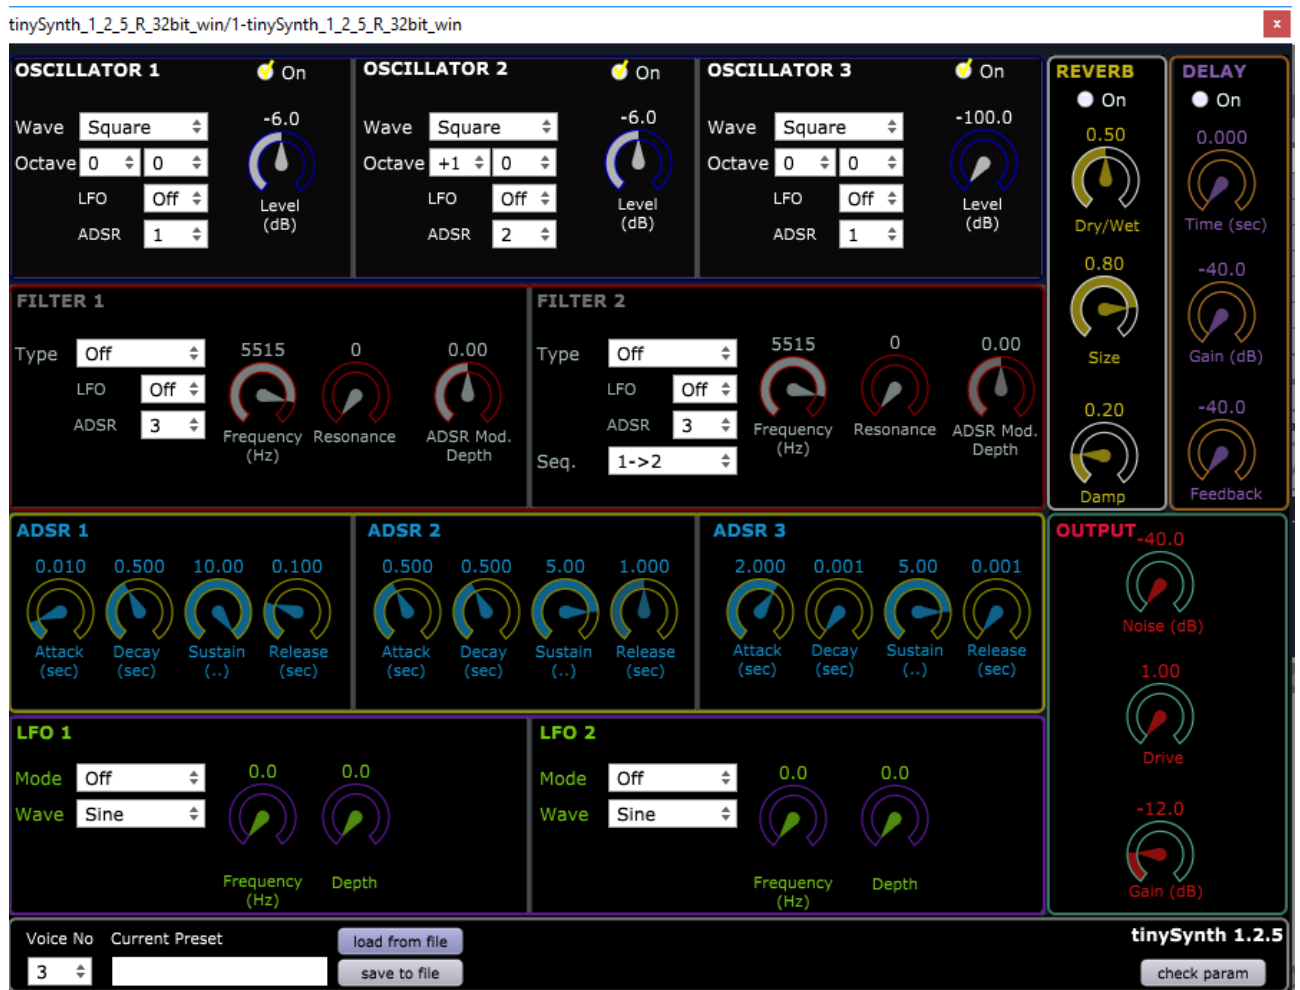 tinySynth_1_2_5_R_32bit_win/1-tinySynth_1_2_5_R_32bit_win
x
OSCILLATOR 1 On
-6.0
Wave Square
Octave 0 0
LFO Off
ADSR 1
Level
(dB)
OSCILLATOR 2 On
-6.0
Wave Square
Octave +1 0
LFO Off
ADSR 2
Level
(dB)
OSCILLATOR 3 On
-100.0
Wave Square
Octave 0 0
LFO Off
ADSR 1
Level
(dB)
REVERB
On
0.50
Dry/Wet
0.80
Size
0.20
Damp
DELAY
On
0.000
Time (sec)
-40.0
Gain (dB)
-40.0
Feedback
FILTER 1
Type Off
LFO Off
ADSR 3
5515 0 0.00
Frequency
(Hz)
Resonance
ADSR Mod.
Depth
FILTER 2
Type Off
LFO Off
ADSR 3
Seq. 1->2
5515 0 0.00
Frequency
(Hz)
Resonance
ADSR Mod.
Depth
ADSR 1
0.010 0.500 10.00 0.100
Attack Decay Sustain Release
(sec) (sec) (..) (sec)
ADSR 2
0.500 0.500 5.00 1.000
Attack Decay Sustain Release
(sec) (sec) (..) (sec)
ADSR 3
2.000 0.001 5.00 0.001
Attack Decay Sustain Release
(sec) (sec) (..) (sec)
OUTPUT
-40.0
Noise (dB)
1.00
Drive
-12.0
Gain (dB)
LFO 1
Mode Off
Wave Sine
0.0 0.0
Frequency Depth
(Hz)
LFO 2
Mode Off
Wave Sine
0.0 0.0
Frequency Depth
(Hz)
Voice No Current Preset
3
load from file
save to file
tinySynth 1.2.5
check param